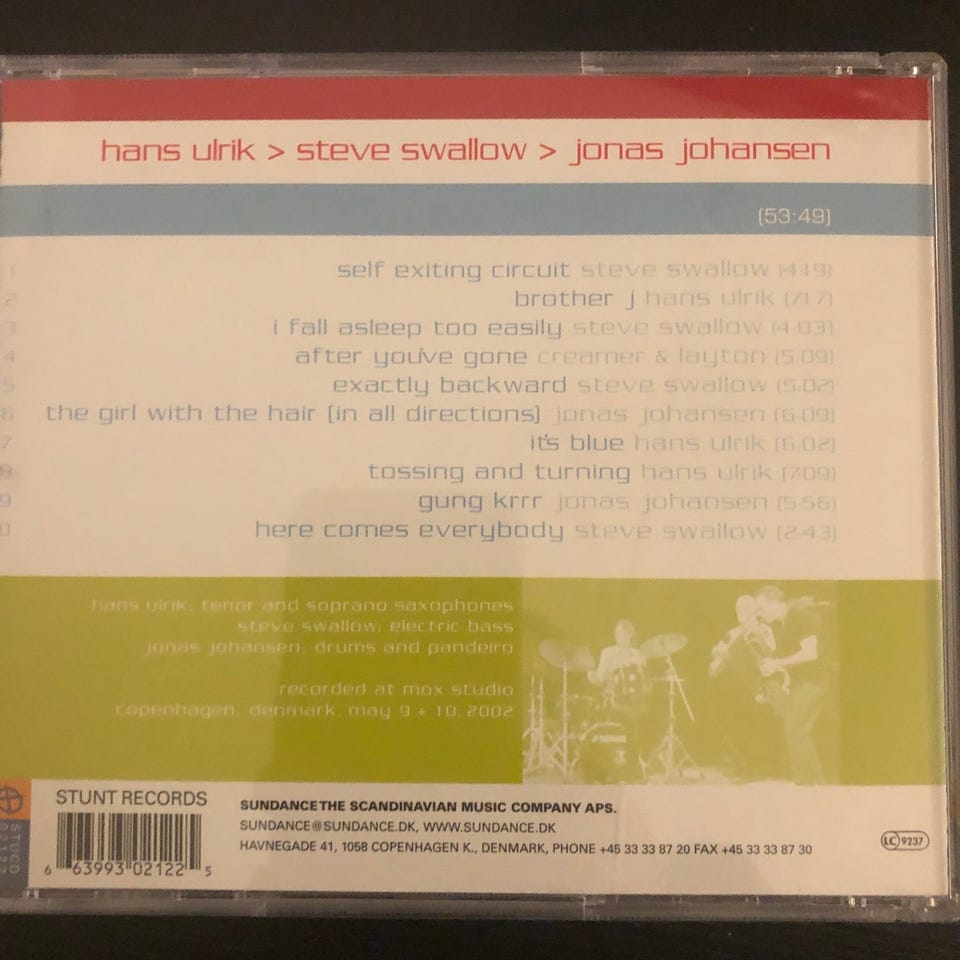 hans ulrik > steve swallow > jonas johansen
(53:49)
1 self exiting circuit steve swallow (4:19)
2 brother j hans ulrik (7:17)
3 i fall asleep too easily steve swallow (4:03)
4 after you've gone creamer & layton (5:09)
5 exactly backward steve swallow (5:02)
6 the girl with the hair (in all directions) jonas johansen (6:09)
7 it's blue hans ulrik (6:02)
8 tossing and turning hans ulrik (7:09)
9 gung krrr jonas johansen (5:56)
0 here comes everybody steve swallow (2:43)
hans ulrik: tenor and soprano saxophones
steve swallow: electric bass
jonas johansen: drums and pandeiro
recorded at mox studio
copenhagen, denmark, may 9 + 10, 2002
STUNT RECORDS
6 63993 02122 5
SUNDANCE THE SCANDINAVIAN MUSIC COMPANY APS.
SUNDANCE@SUNDANCE.DK, WWW.SUNDANCE.DK
HAVNEGADE 41, 1058 COPENHAGEN K., DENMARK, PHONE +45 33 33 87 20 FAX +45 33 33 87 30
LC 9237
STUCD